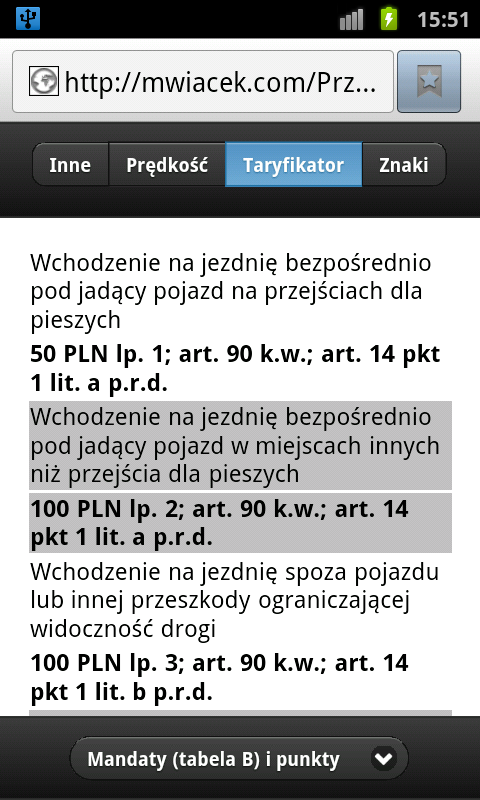 15:51
http://mwiacek.com/Prz...
Inne Prędkość Taryfikator Znaki
Wchodzenie na jezdnię bezpośrednio
pod jadący pojazd na przejściach dla
pieszych
50 PLN lp. 1; art. 90 k.w.; art. 14 pkt
1 lit. a p.r.d.
Wchodzenie na jezdnię bezpośrednio
pod jadący pojazd w miejscach innych
niż przejścia dla pieszych
100 PLN lp. 2; art. 90 k.w.; art. 14
pkt 1 lit. a p.r.d.
Wchodzenie na jezdnię spoza pojazdu
lub innej przeszkody ograniczającej
widoczność drogi
100 PLN lp. 3; art. 90 k.w.; art. 14
pkt 1 lit. b p.r.d.
Mandaty (tabela B) i punkty